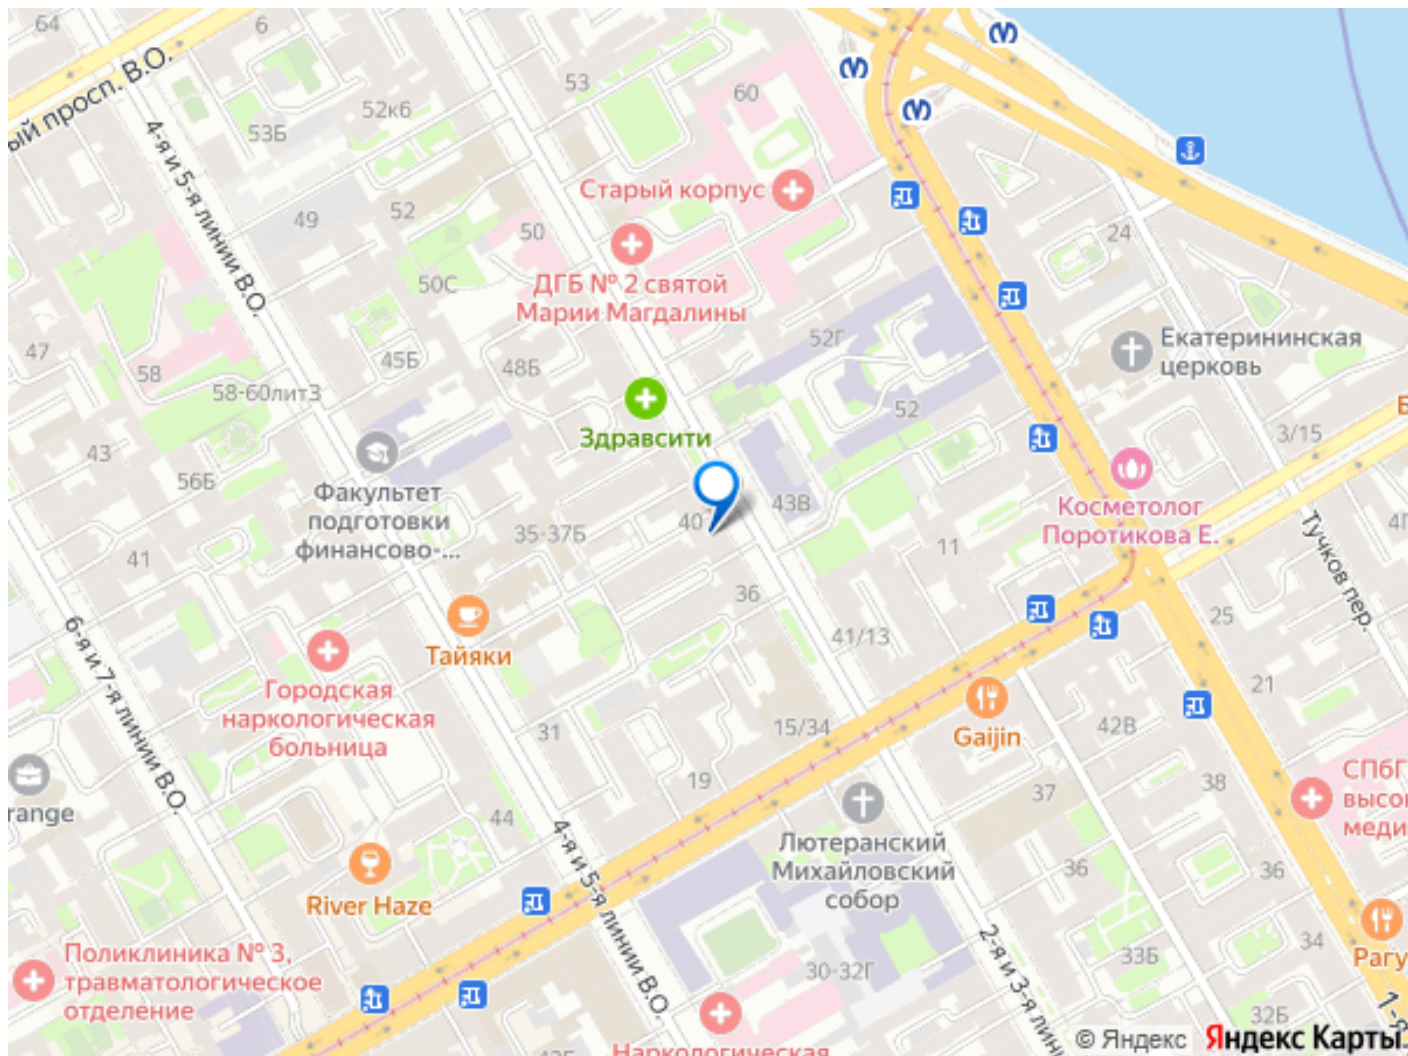 64
6
ый просп. В.О.
4-я и 5-я линии В.О.
53Б
52к6
53
60
49
52
50
Старый корпус
ДГБ № 2 святой
Марии Магдалины
50С
24
Екатерининская
церковь
47
58
58-60лит3
45Б
48Б
52Г
52
Здравсити
3/15
43
56Б
Факультет
подготовки
финансово-...
35-37Б
40
43В
Косметолог
Поротикова Е.
11
41
36
Тучков пер.
25
41/13
6-я и 7-я линии В.О.
Тайяки
Городская
наркологическая
больница
31
15/34
19
Gaijin
21
42В
38
37
range
44
River Haze
4-я и 5-я линии В.О.
Лютеранский
Михайловский
собор
36
36
34
33Б
30-32Г
2-я и 3-я лин
Поликлиника № 3,
травматологическое
отделение
Наркологическая
32Б
1-я
© Яндекс
Яндекс Карты